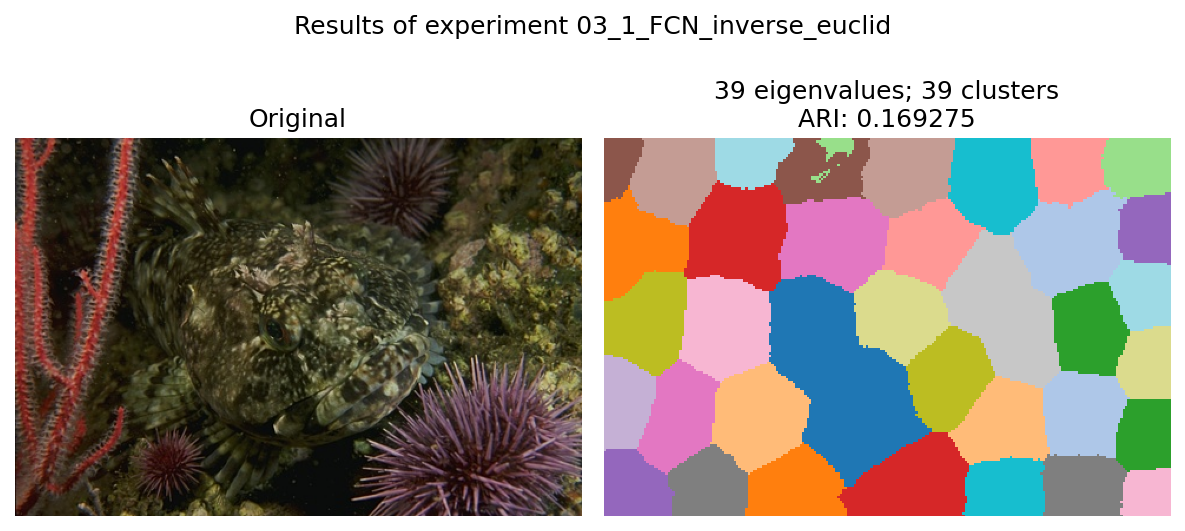 Results of experiment 03_1_FCN_inverse_euclid
Original
39 eigenvalues; 39 clusters
ARI: 0.169275